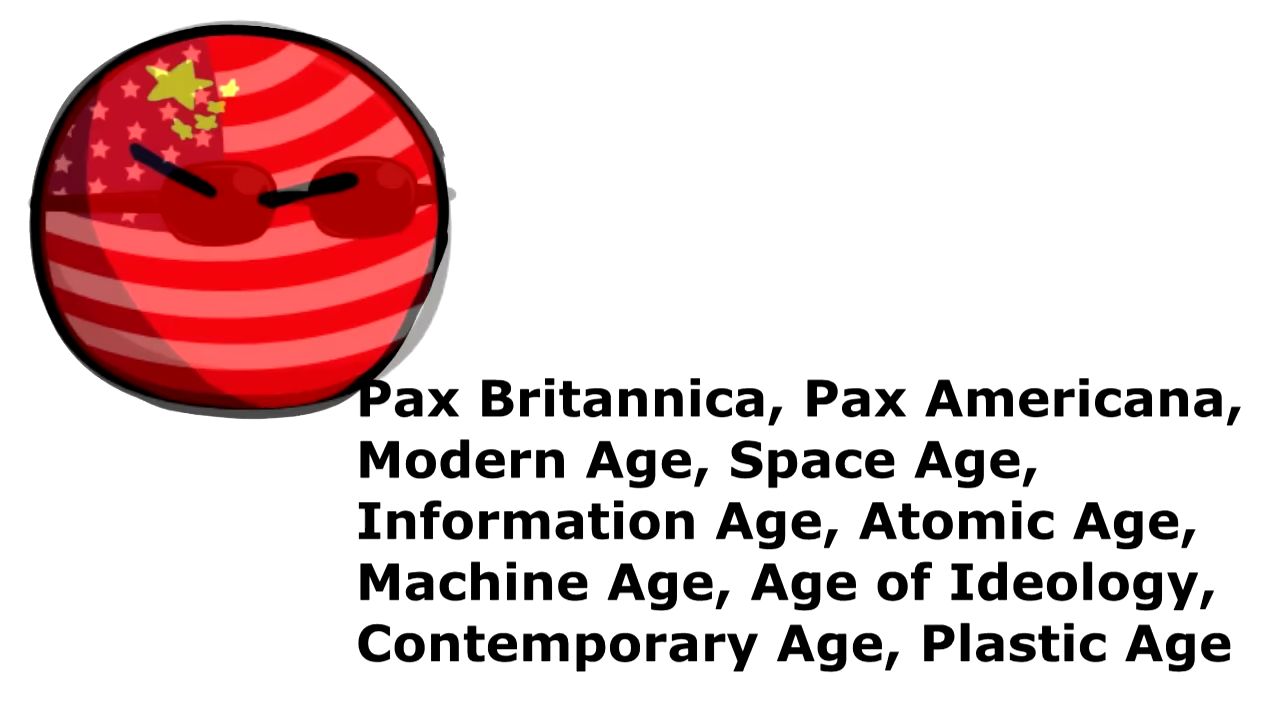 Pax Britannica, Pax Americana,
Modern Age, Space Age,
Information Age, Atomic Age,
Machine Age, Age of Ideology,
Contemporary Age, Plastic Age